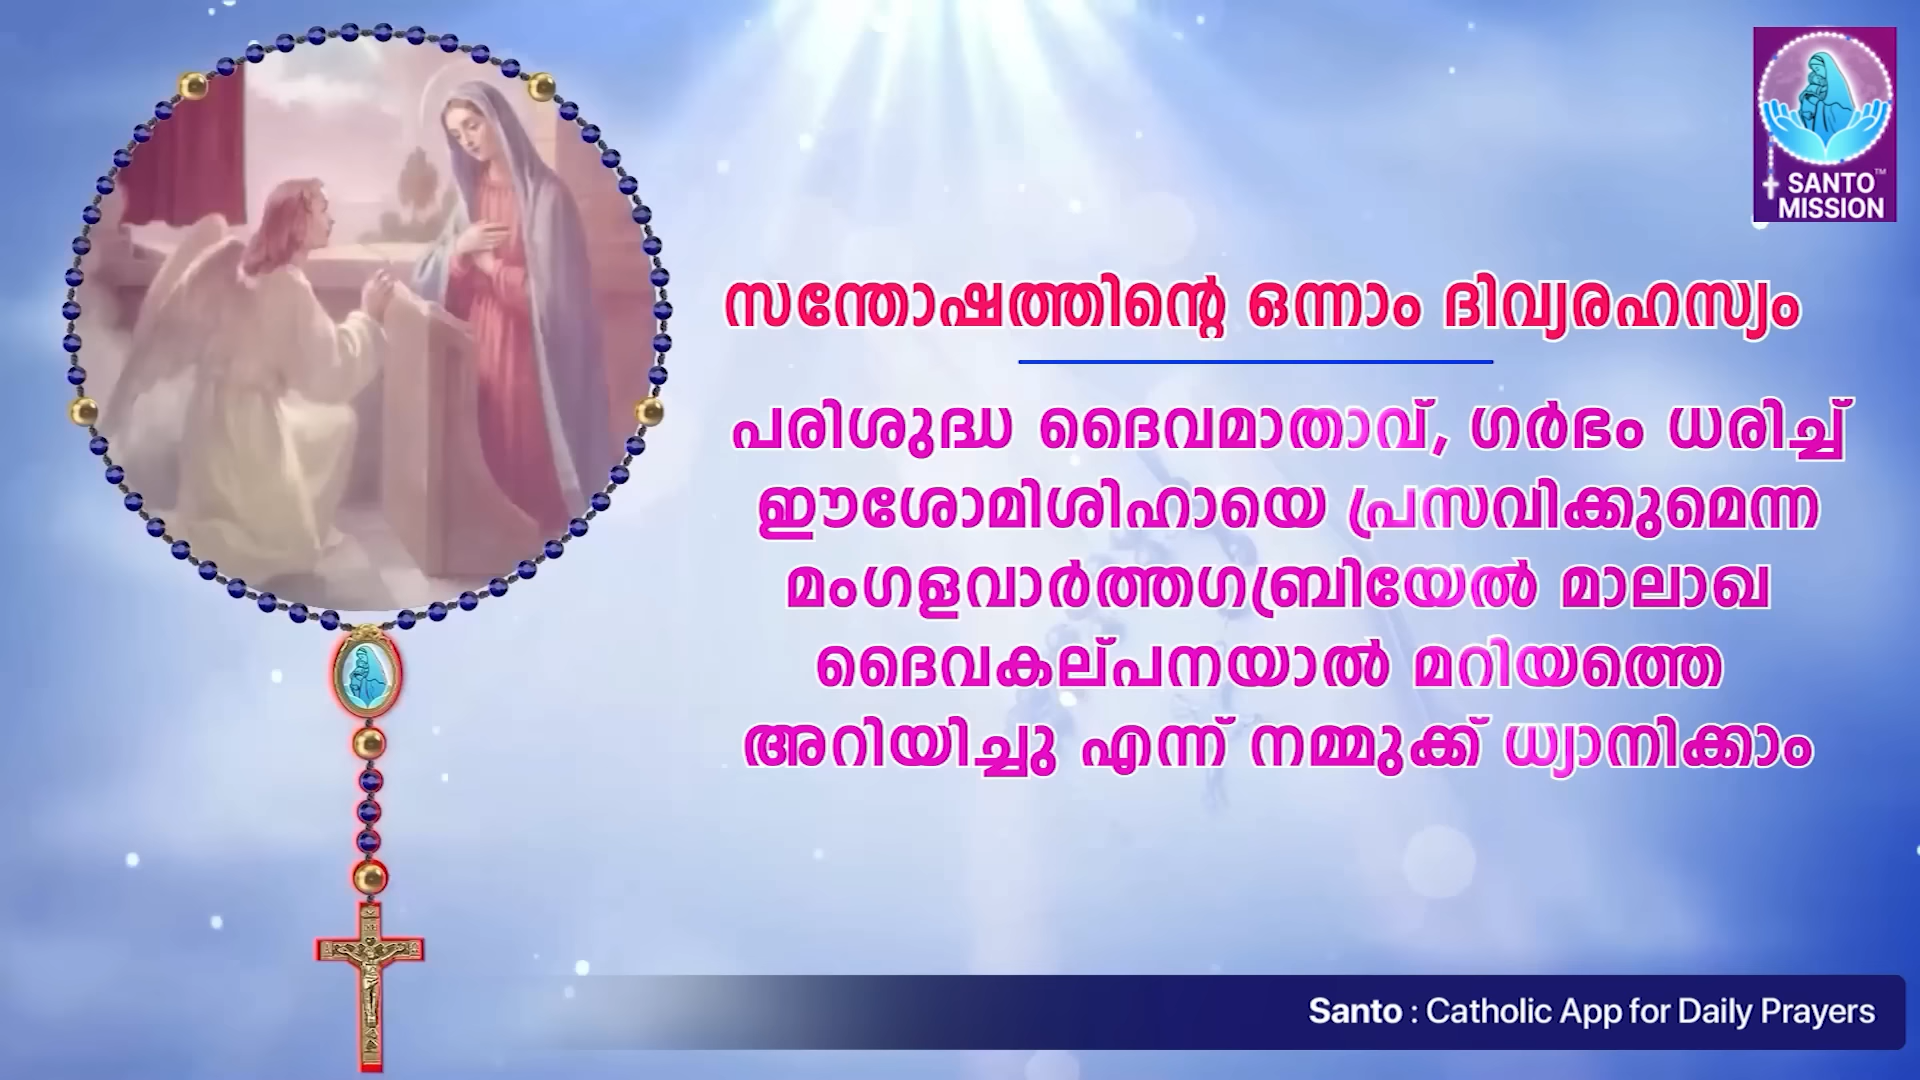 SANTO™
MISSION
സന്തോഷത്തിന്റെ ഒന്നാം ദിവ്യരഹസ്യം
പരിശുദ്ധ ദൈവമാതാവ്, ഗർഭം ധരിച്ച്
ഈശോമിശിഹായെ പ്രസവിക്കുമെന്ന
മംഗളവാർത്തഗബ്രിയേൽ മാലാഖ
ദൈവകല്പനയാൽ മറിയത്തെ
അറിയിച്ചു എന്ന് നമ്മുക്ക് ധ്യാനിക്കാം
Santo : Catholic App for Daily Prayers